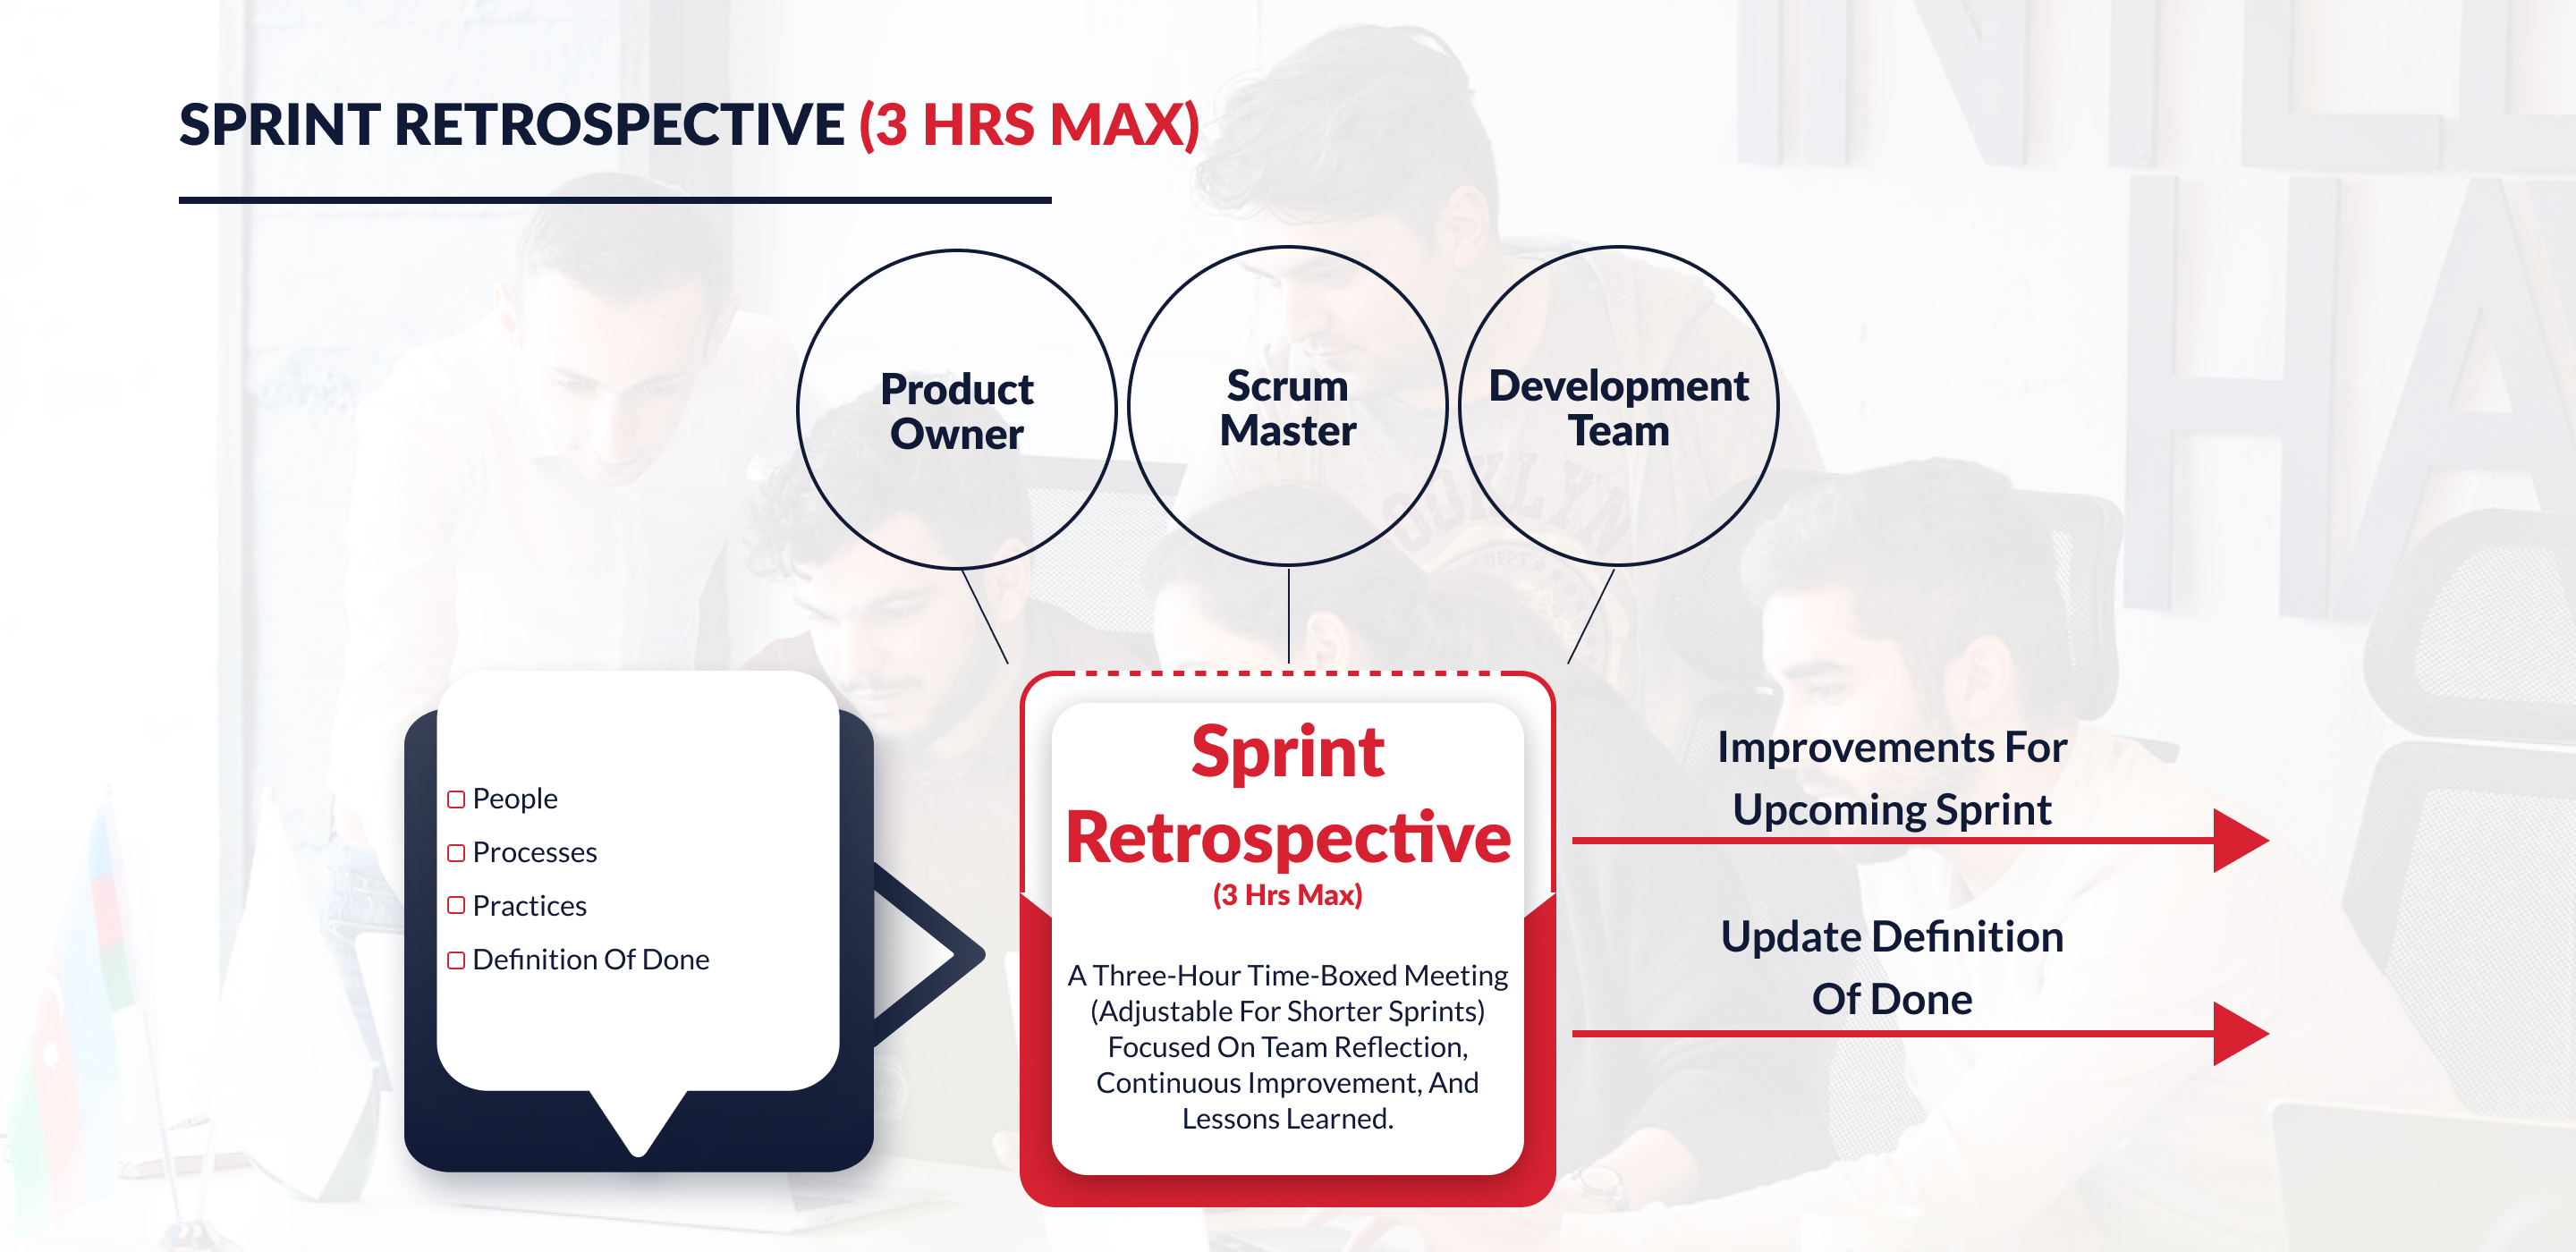 SPRINT RETROSPECTIVE (3 HRS MAX)
Product
Owner
Scrum
Master
Development
Team
People
Processes
Practices
Definition Of Done
Sprint
Retrospective
(3 Hrs Max)
A Three-Hour Time-Boxed Meeting
(Adjustable For Shorter Sprints)
Focused On Team Reflection,
Continuous Improvement, And
Lessons Learned.
Improvements For
Upcoming Sprint
Update Definition
Of Done
DEPT